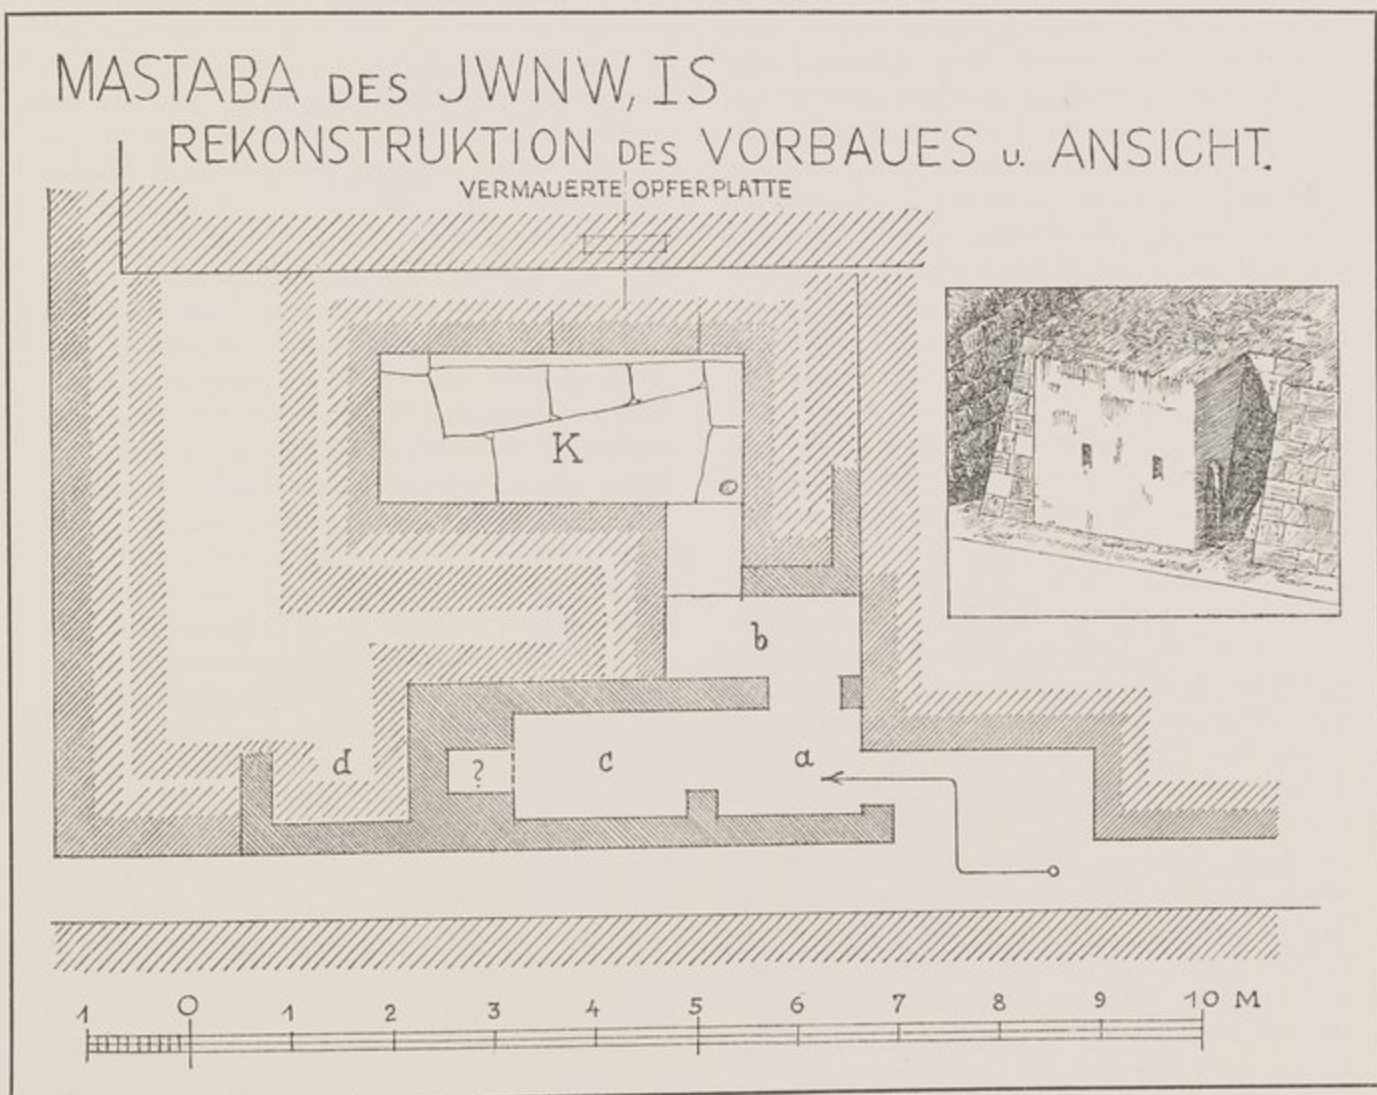 MASTABA DES JWNW, IS
REKONSTRUKTION DES VORBAUES u. ANSICHT.
VERMAUERTE OPFERPLATTE
K
b
d
?
c
a
1 0 1 2 3 4 5 6 7 8 9 10 M